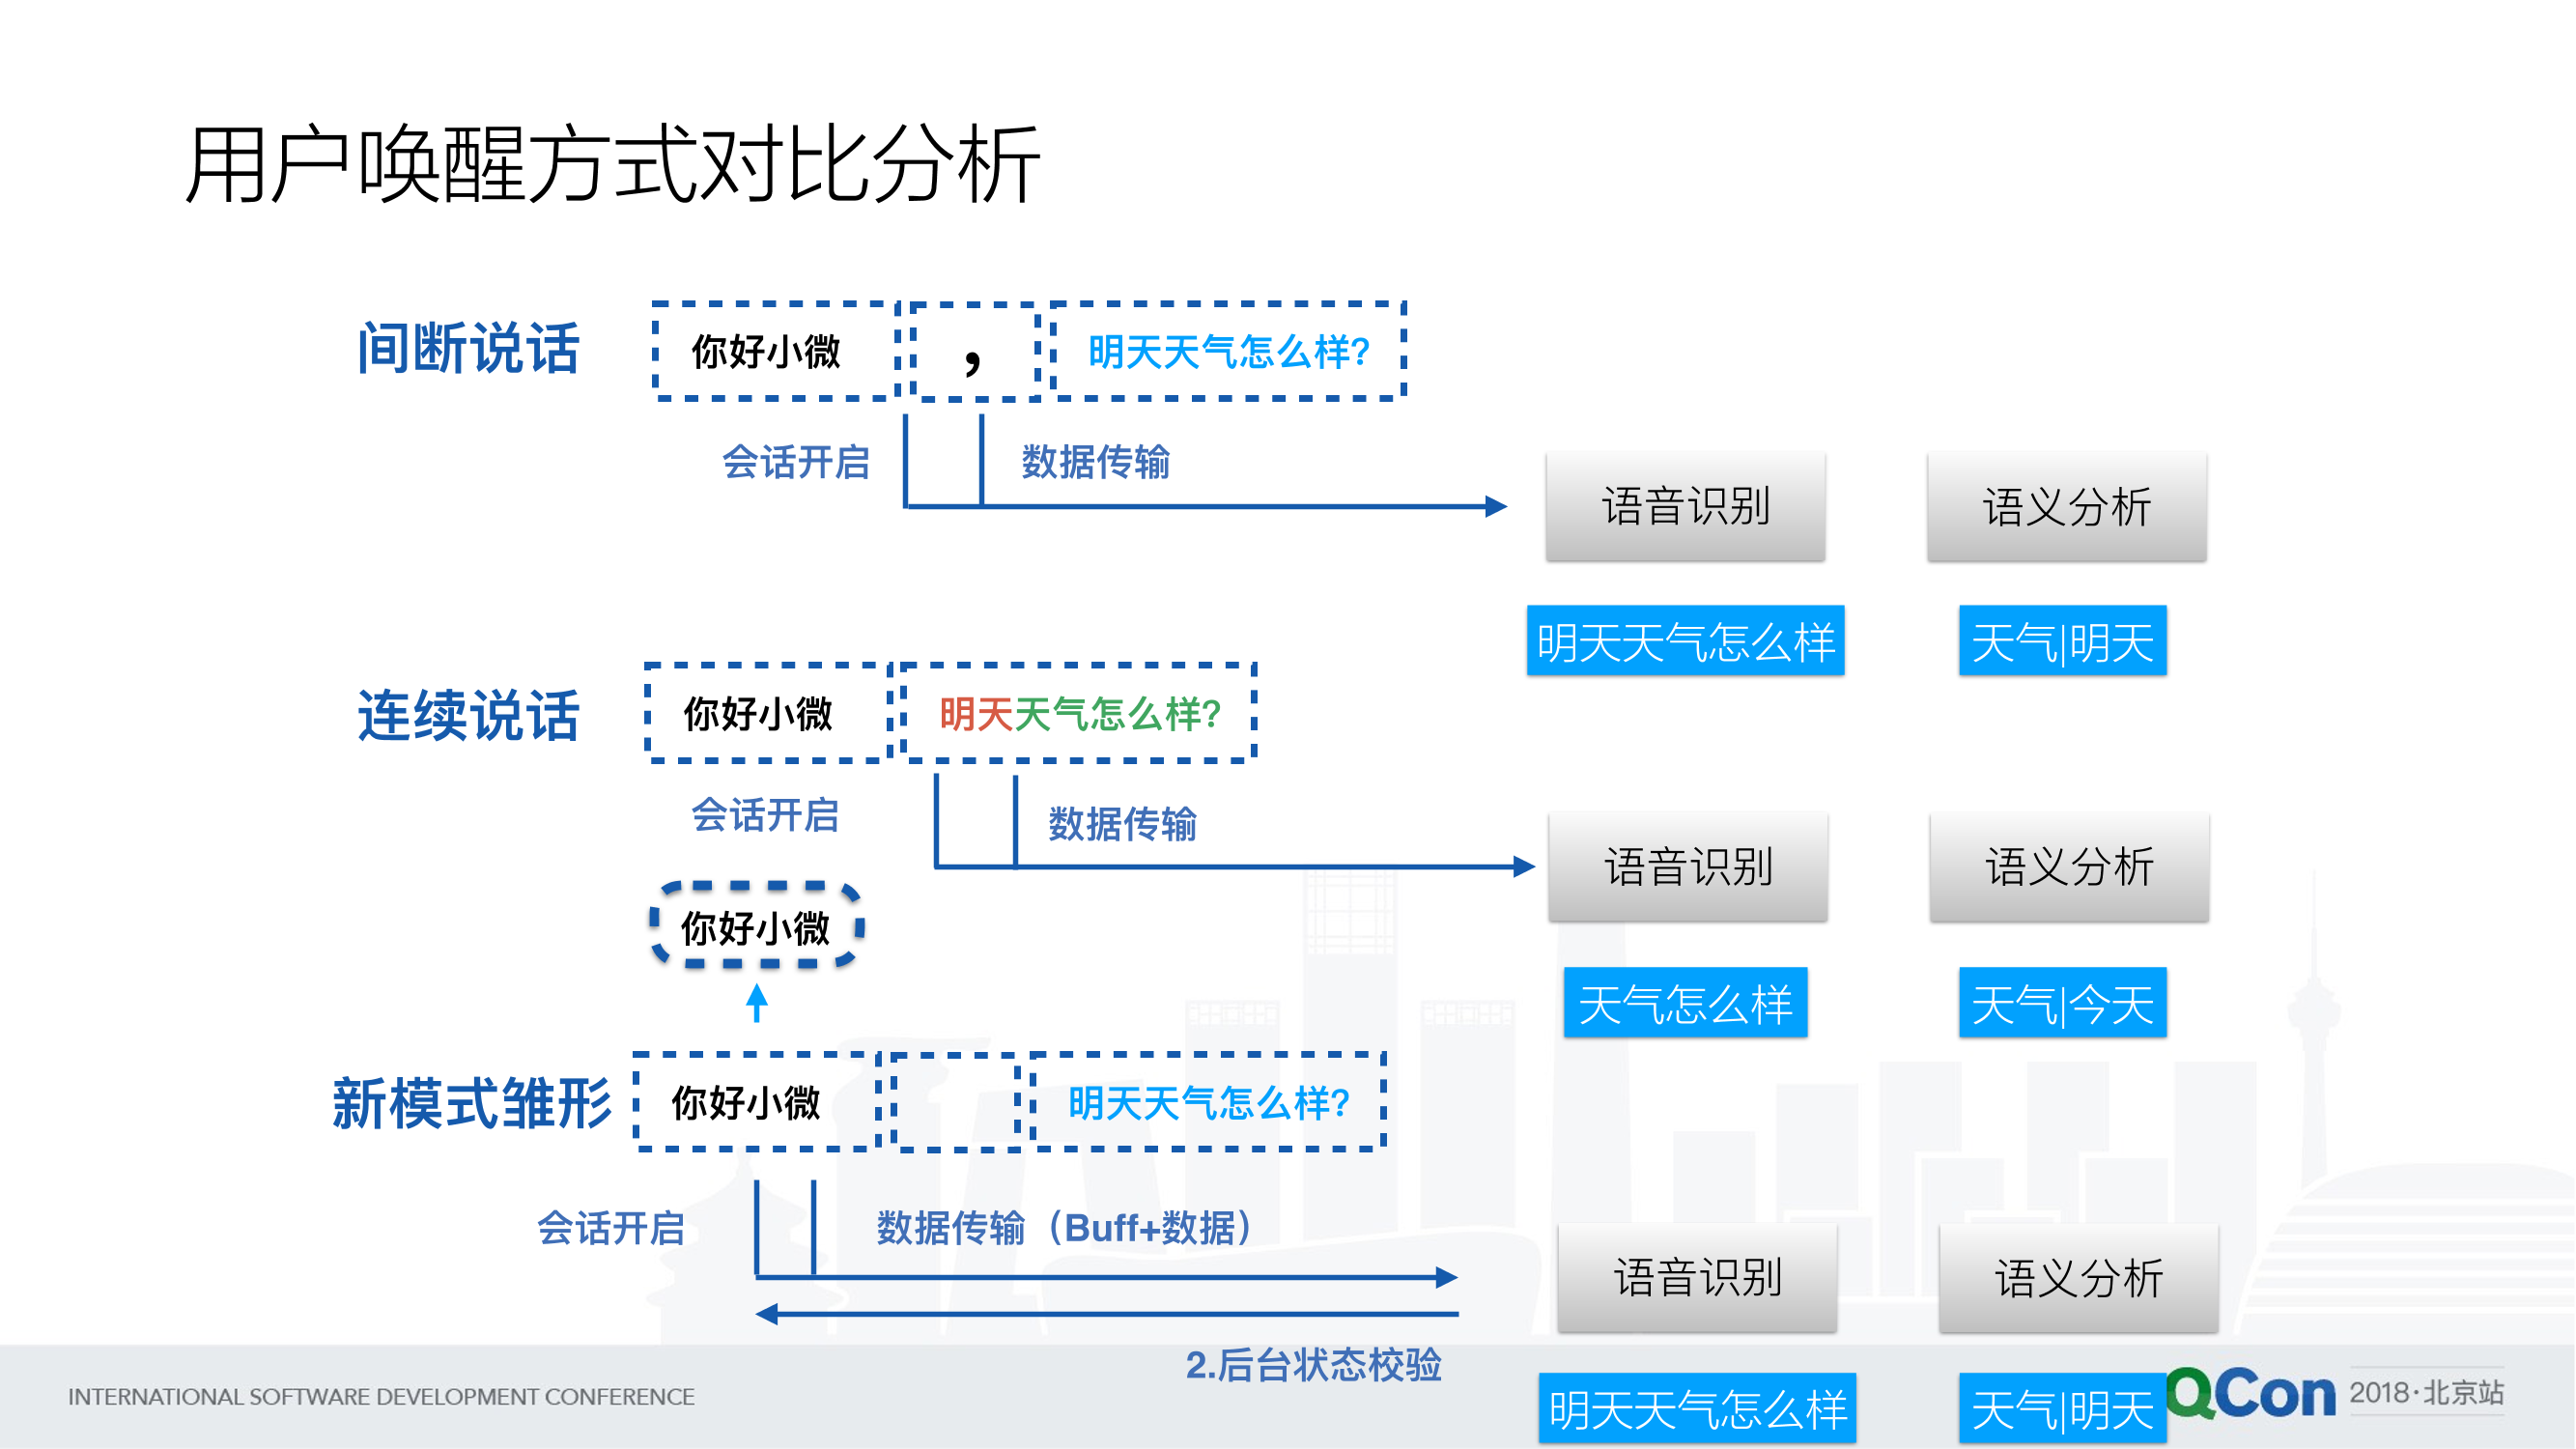 用户唤醒方式对比分析
间断说话
你好小微
，
明天天气怎么样?
会话开启
数据传输
语音识别
语义分析
明天天气怎么样
天气|明天
连续说话
你好小微
明天天气怎么样?
会话开启
数据传输
语音识别
语义分析
天气怎么样
天气|今天
你好小微
新模式雏形
你好小微
明天天气怎么样?
会话开启
数据传输（Buff+数据）
语音识别
语义分析
2.后台状态校验
明天天气怎么样
天气|明天
INTERNATIONAL SOFTWARE DEVELOPMENT CONFERENCE
QCon
2018·北京站